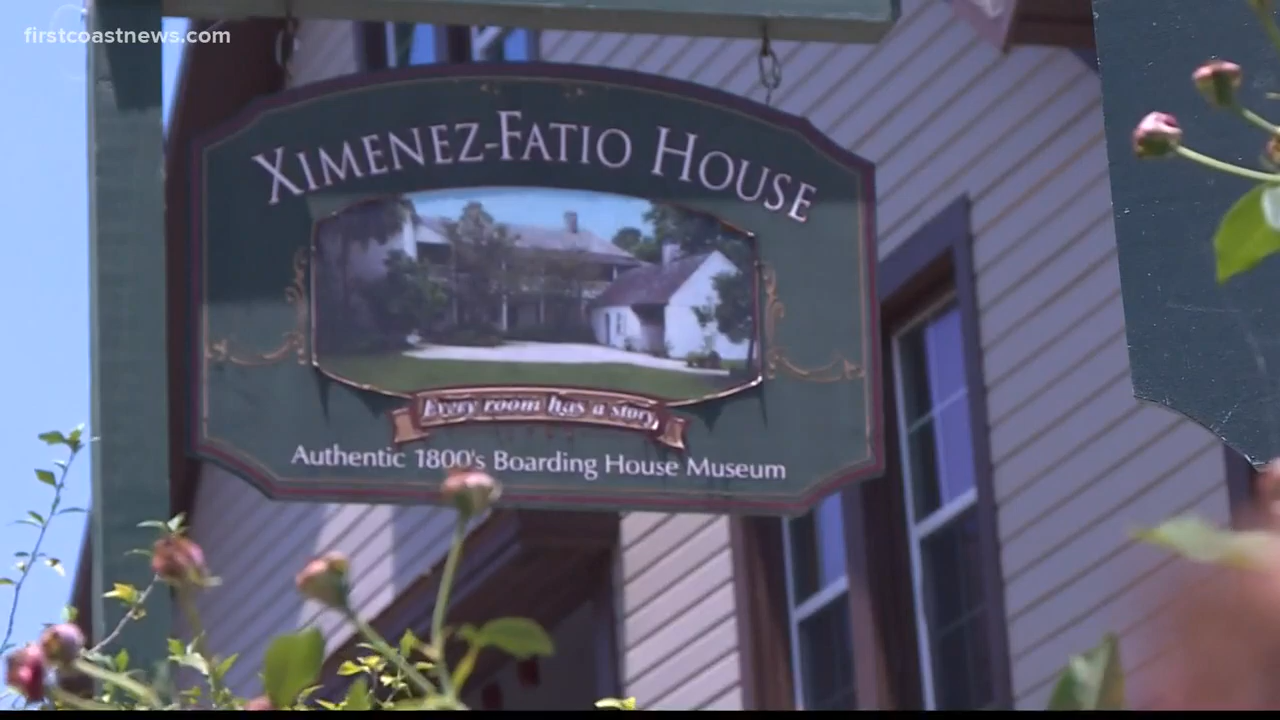 firstcoastnews.com
XIMENEZ-FATIO HOUSE
Every room has a story
Authentic 1800's Boarding House Museum